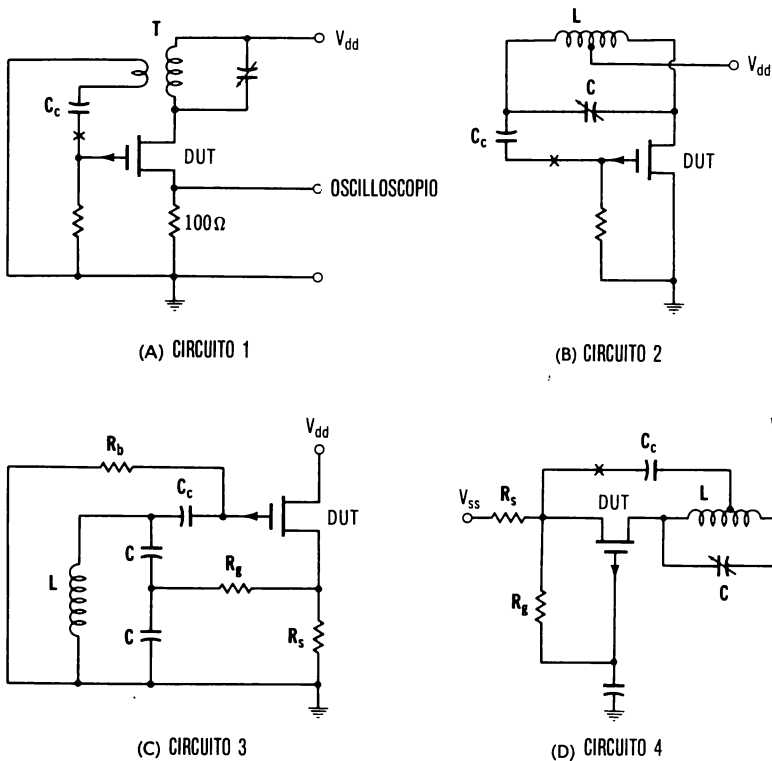 T
V_dd
C_c
DUT
OSCILLOSCOPIO
100Ω
(A) CIRCUITO 1
L
V_dd
C
C_c
DUT
(B) CIRCUITO 2
R_b
V_dd
C_c
DUT
C
L
R_g
C
R_s
(C) CIRCUITO 3
C_c
V_ss
R_s
DUT
L
C
R_g
(D) CIRCUITO 4